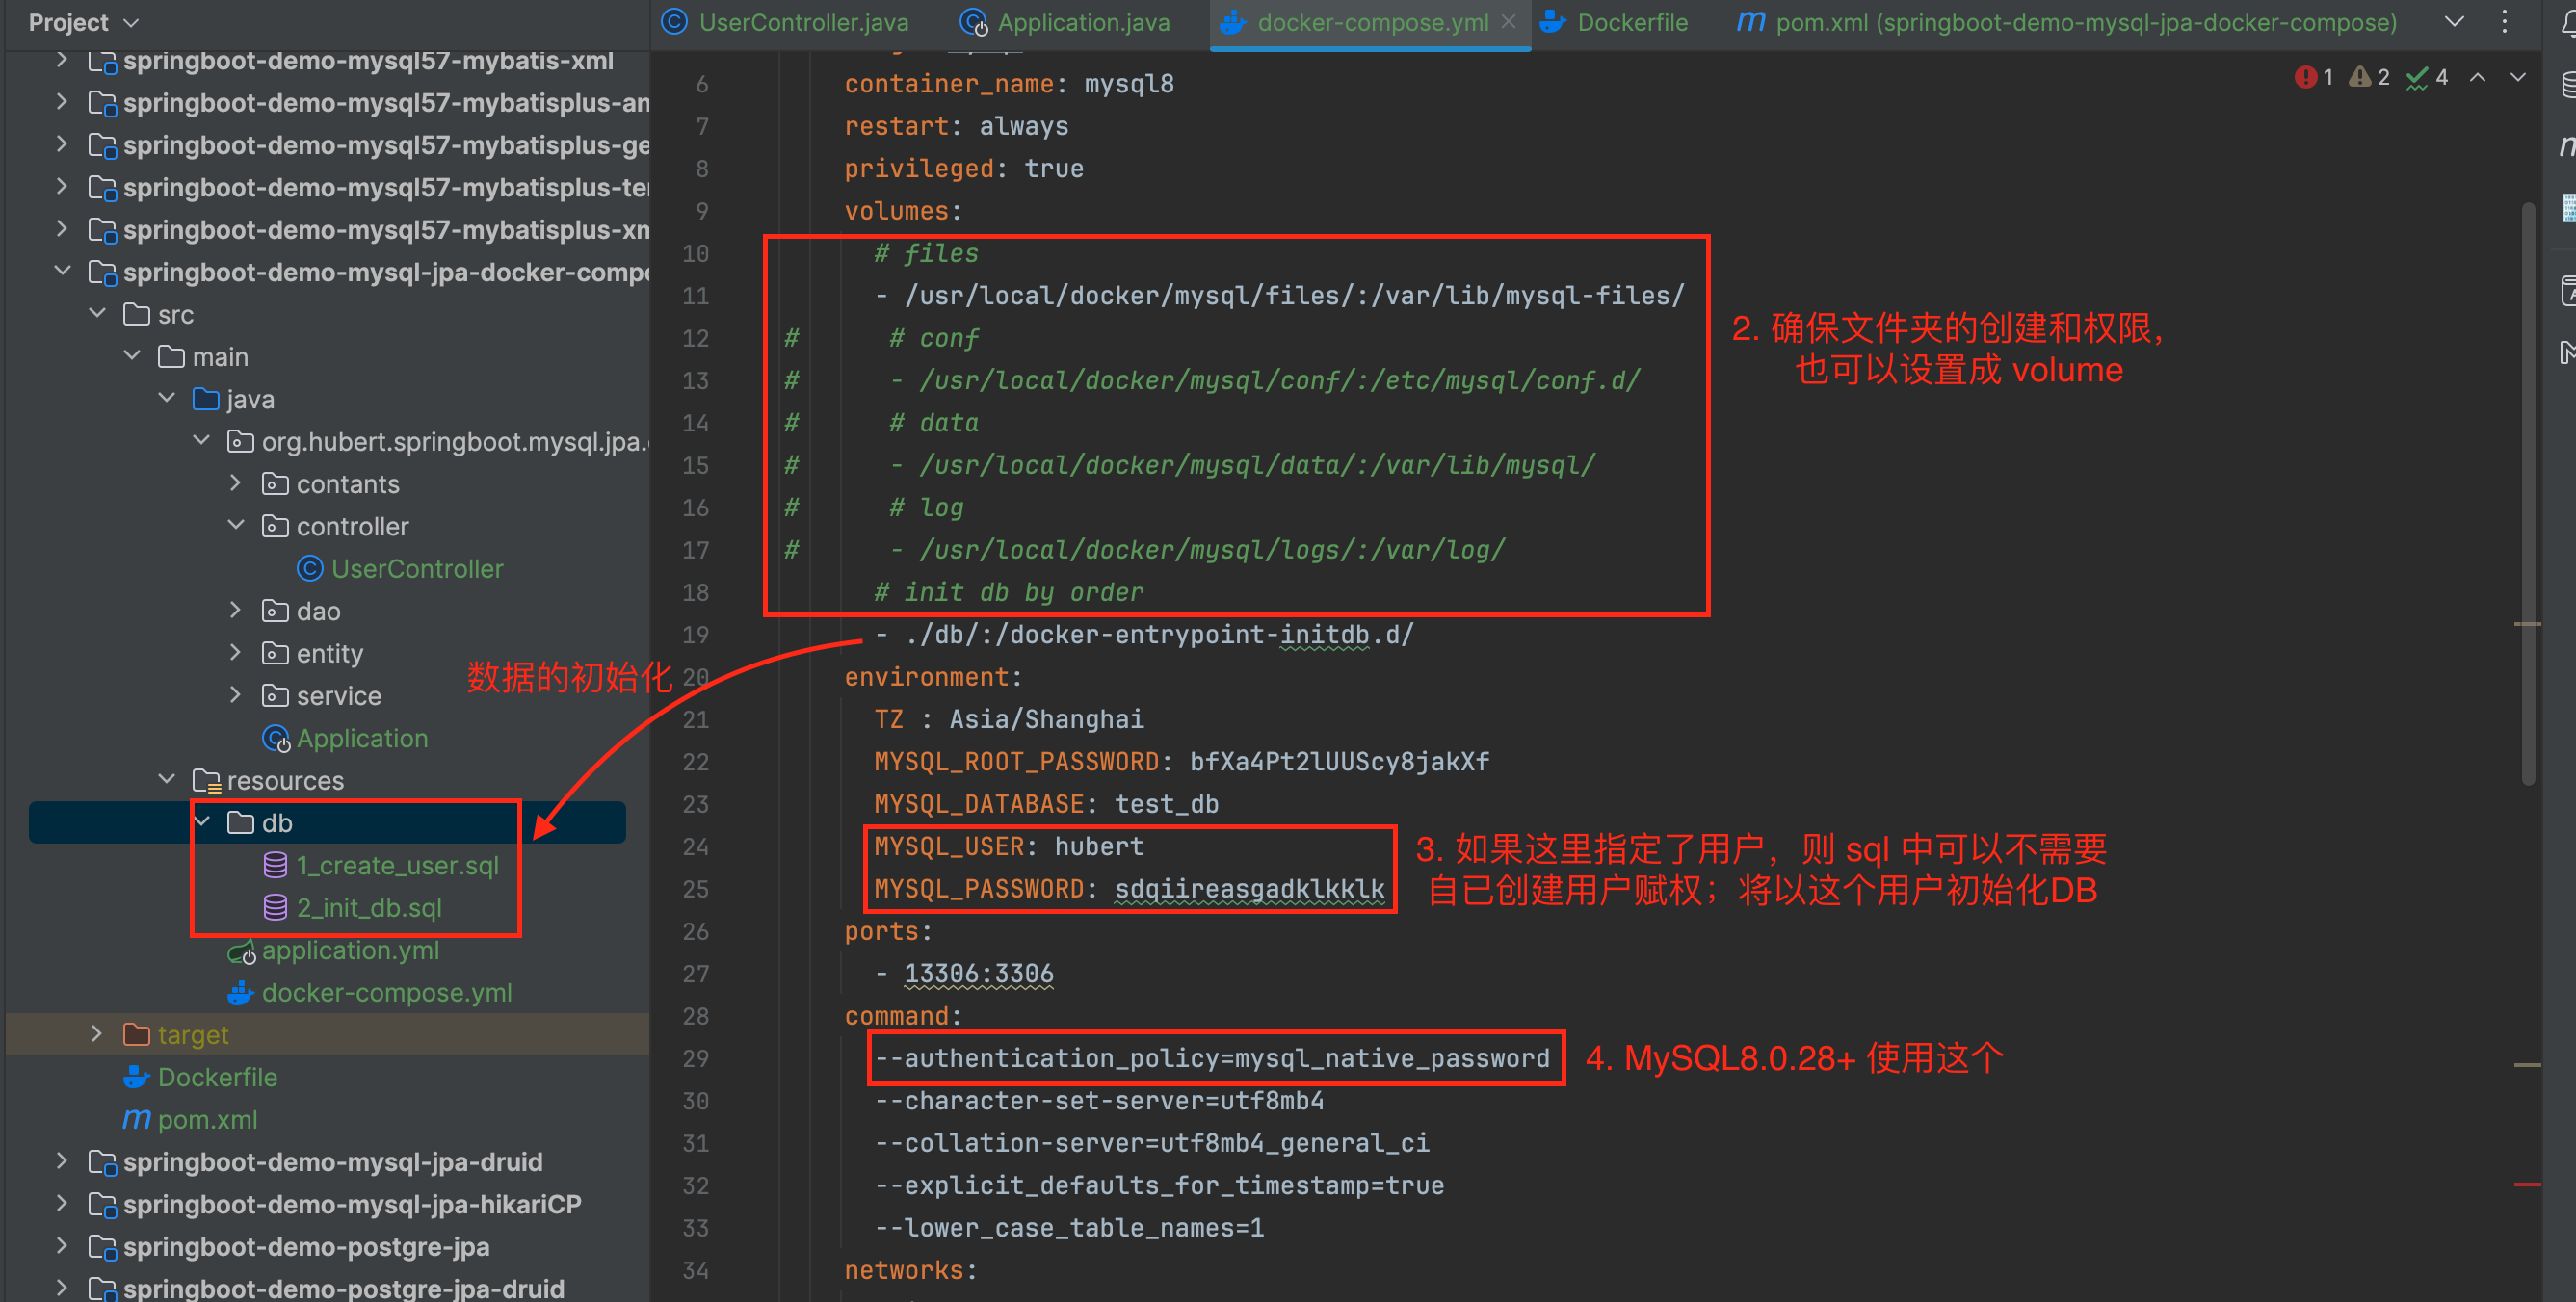 Project
springboot-demo-mysql57-mybatis-xml
springboot-demo-mysql57-mybatisplus-an
springboot-demo-mysql57-mybatisplus-ge
springboot-demo-mysql57-mybatisplus-te
springboot-demo-mysql57-mybatisplus-xm
springboot-demo-mysql-jpa-docker-compo
src
main
java
org.hubert.springboot.mysql.jpa.
contants
controller
UserController
dao
entity
service
Application
resources
db
1_create_user.sql
2_init_db.sql
application.yml
docker-compose.yml
target
Dockerfile
pom.xml
springboot-demo-mysql-jpa-druid
springboot-demo-mysql-jpa-hikariCP
springboot-demo-postgre-jpa
springboot-demo-postgre-jpa-druid
UserController.java Application.java docker-compose.yml Dockerfile pom.xml (springboot-demo-mysql-jpa-docker-compose)
1 2 4
6 container_name: mysql8
7 restart: always
8 privileged: true
9 volumes:
10 # files
11 - /usr/local/docker/mysql/files/:/var/lib/mysql-files/
12 # # conf
13 # - /usr/local/docker/mysql/conf/:/etc/mysql/conf.d/
14 # # data
15 # - /usr/local/docker/mysql/data/:/var/lib/mysql/
16 # # log
17 # - /usr/local/docker/mysql/logs/:/var/log/
18 # init db by order
19 - ./db/:/docker-entrypoint-initdb.d/
20 environment:
21 TZ : Asia/Shanghai
22 MYSQL_ROOT_PASSWORD: bfXa4Pt2lUUScy8jakXf
23 MYSQL_DATABASE: test_db
24 MYSQL_USER: hubert
25 MYSQL_PASSWORD: sdqiireasgadklkklk
26 ports:
27 - 13306:3306
28 command:
29 --authentication_policy=mysql_native_password
30 --character-set-server=utf8mb4
31 --collation-server=utf8mb4_general_ci
32 --explicit_defaults_for_timestamp=true
33 --lower_case_table_names=1
34 networks:
2. 确保文件夹的创建和权限,
也可以设置成 volume
数据的初始化
3. 如果这里指定了用户，则 sql 中可以不需要
自已创建用户赋权；将以这个用户初始化DB
4. MySQL8.0.28+ 使用这个